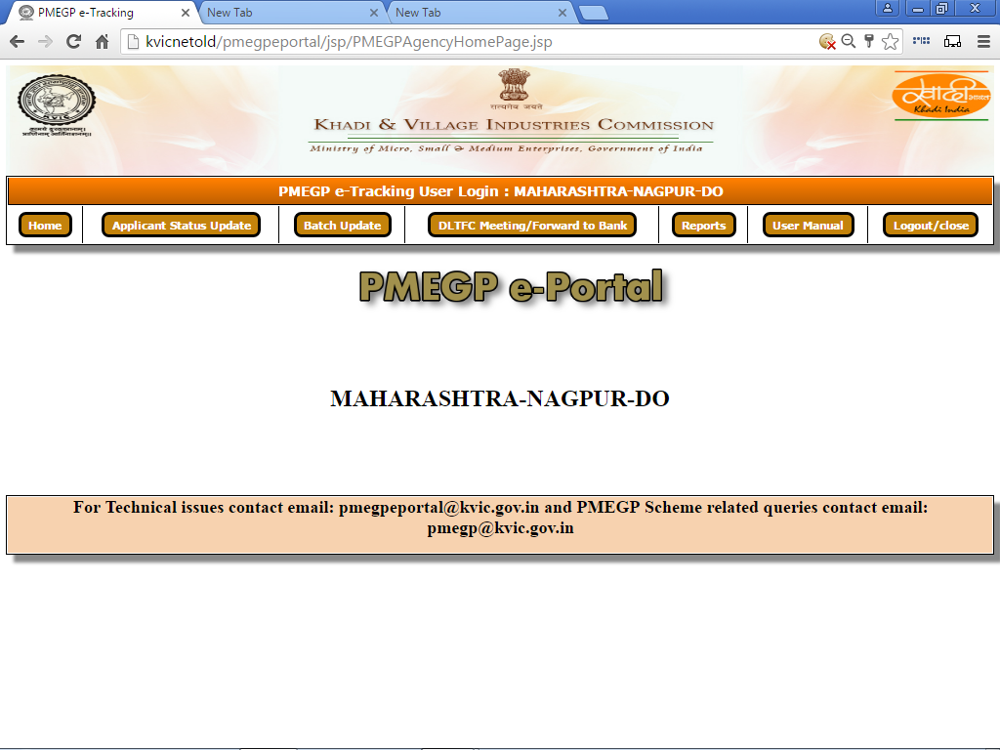 PMEGP e-Tracking
New Tab
New Tab
kvicnetold/pmegpeportal/jsp/PMEGPAgencyHomePage.jsp
KVIC
सत्यमेव जयते
KHADI & VILLAGE INDUSTRIES COMMISSION
Ministry of Micro, Small & Medium Enterprises, Government of India
खादी भारत
Khadi India
PMEGP e-Tracking User Login : MAHARASHTRA-NAGPUR-DO
Home
Applicant Status Update
Batch Update
DLTFC Meeting/Forward to Bank
Reports
User Manual
Logout/close
PMEGP e-Portal
MAHARASHTRA-NAGPUR-DO
For Technical issues contact email: pmegpeportal@kvic.gov.in and PMEGP Scheme related queries contact email:
pmegp@kvic.gov.in